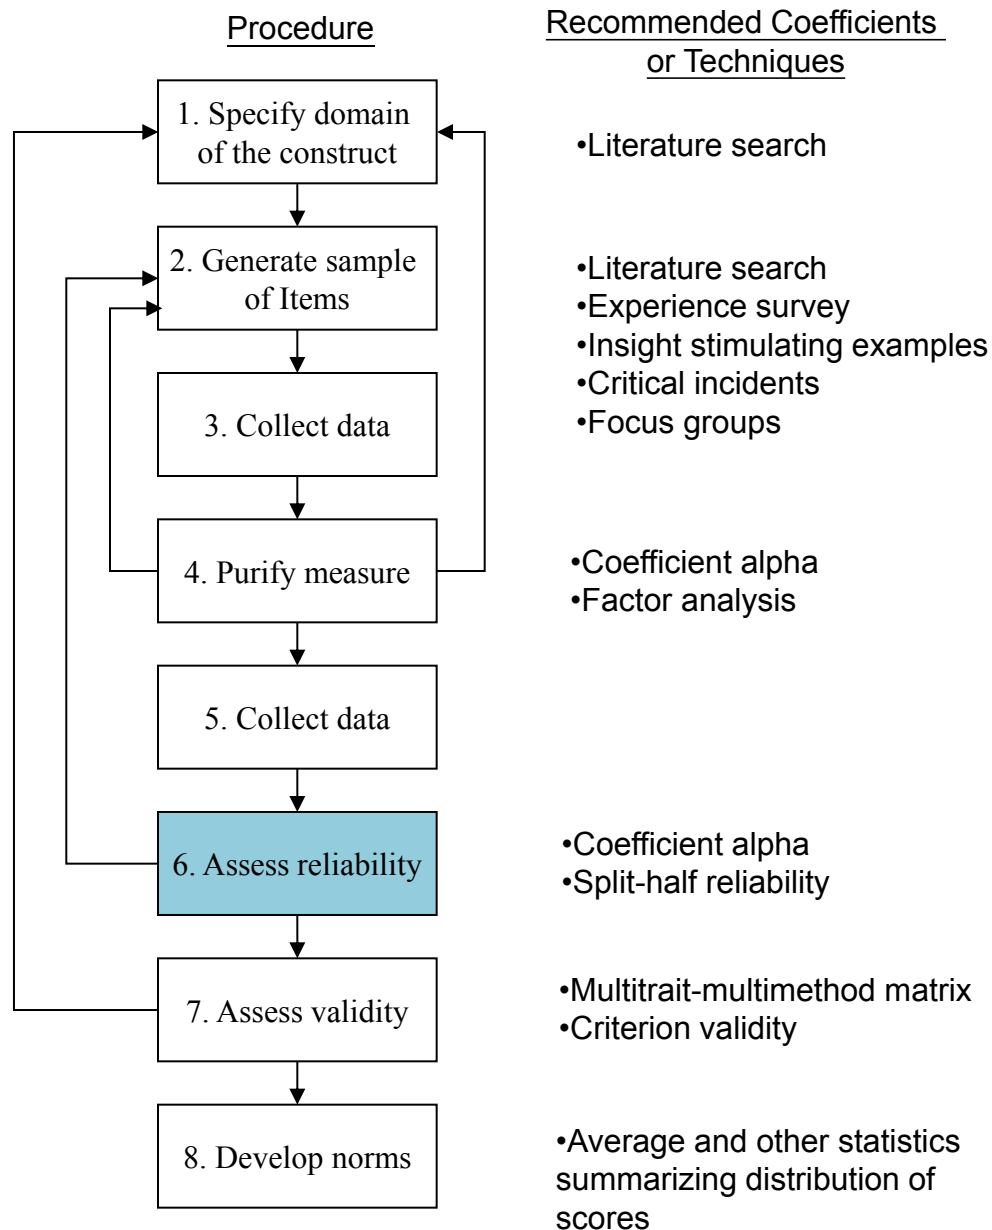 Procedure
Recommended Coefficients
or Techniques
1. Specify domain
of the construct
•Literature search
2. Generate sample
of Items
•Literature search
•Experience survey
•Insight stimulating examples
•Critical incidents
•Focus groups
3. Collect data
4. Purify measure
•Coefficient alpha
•Factor analysis
5. Collect data
6. Assess reliability
•Coefficient alpha
•Split-half reliability
7. Assess validity
•Multitrait-multimethod matrix
•Criterion validity
8. Develop norms
•Average and other statistics
summarizing distribution of
scores